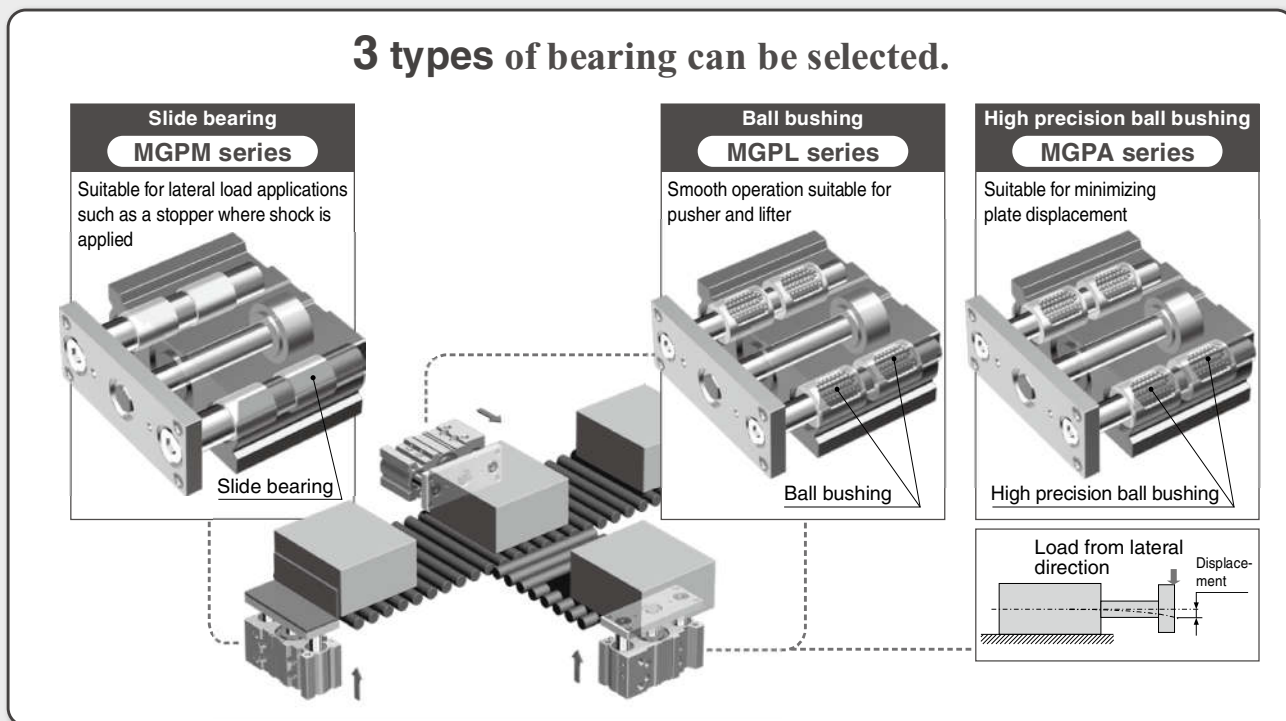 3 types of bearing can be selected.
Slide bearing
MGPM series
Suitable for lateral load applications
such as a stopper where shock is
applied
Slide bearing
Ball bushing
MGPL series
Smooth operation suitable for
pusher and lifter
Ball bushing
High precision ball bushing
MGPA series
Suitable for minimizing
plate displacement
High precision ball bushing
Load from lateral
direction
Displace-
ment